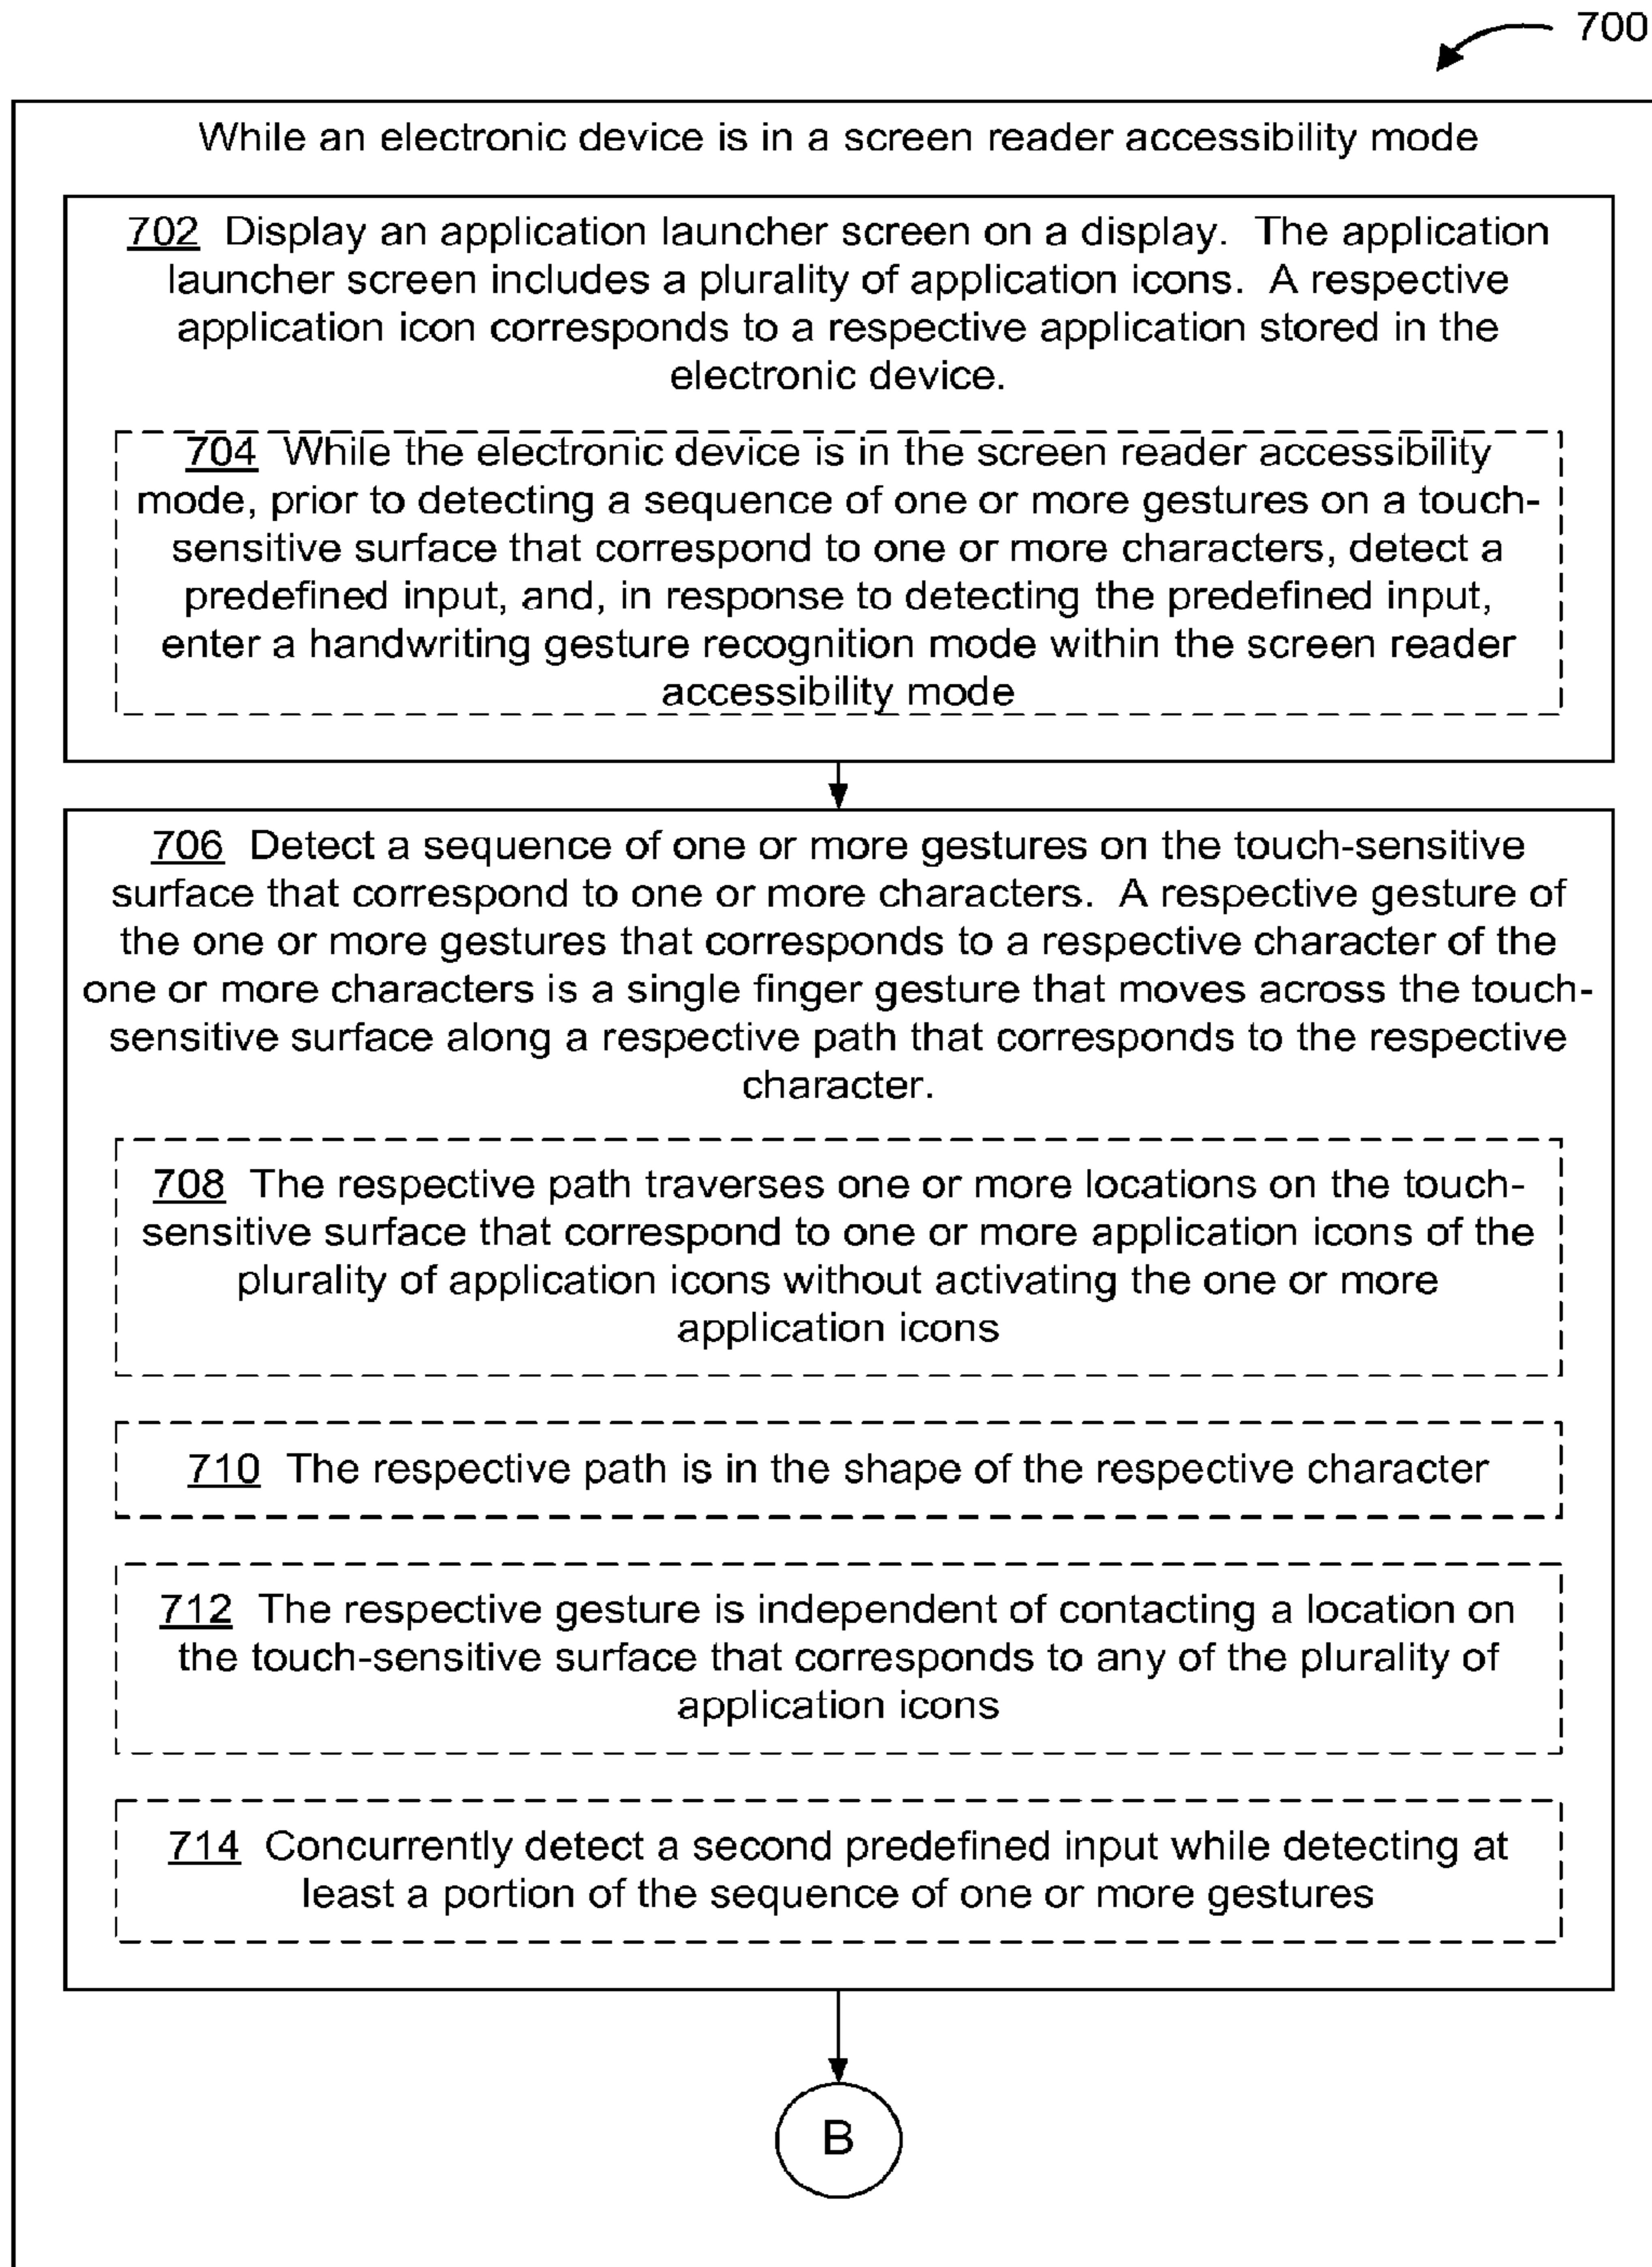 700
While an electronic device is in a screen reader accessibility mode
702 Display an application launcher screen on a display. The application
launcher screen includes a plurality of application icons. A respective
application icon corresponds to a respective application stored in the
electronic device.
704 While the electronic device is in the screen reader accessibility
mode, prior to detecting a sequence of one or more gestures on a touch-
sensitive surface that correspond to one or more characters, detect a
predefined input, and, in response to detecting the predefined input,
enter a handwriting gesture recognition mode within the screen reader
accessibility mode
706 Detect a sequence of one or more gestures on the touch-sensitive
surface that correspond to one or more characters. A respective gesture of
the one or more gestures that corresponds to a respective character of the
one or more characters is a single finger gesture that moves across the touch-
sensitive surface along a respective path that corresponds to the respective
character.
708 The respective path traverses one or more locations on the touch-
sensitive surface that correspond to one or more application icons of the
plurality of application icons without activating the one or more
application icons
710 The respective path is in the shape of the respective character
712 The respective gesture is independent of contacting a location on
the touch-sensitive surface that corresponds to any of the plurality of
application icons
714 Concurrently detect a second predefined input while detecting at
least a portion of the sequence of one or more gestures
B